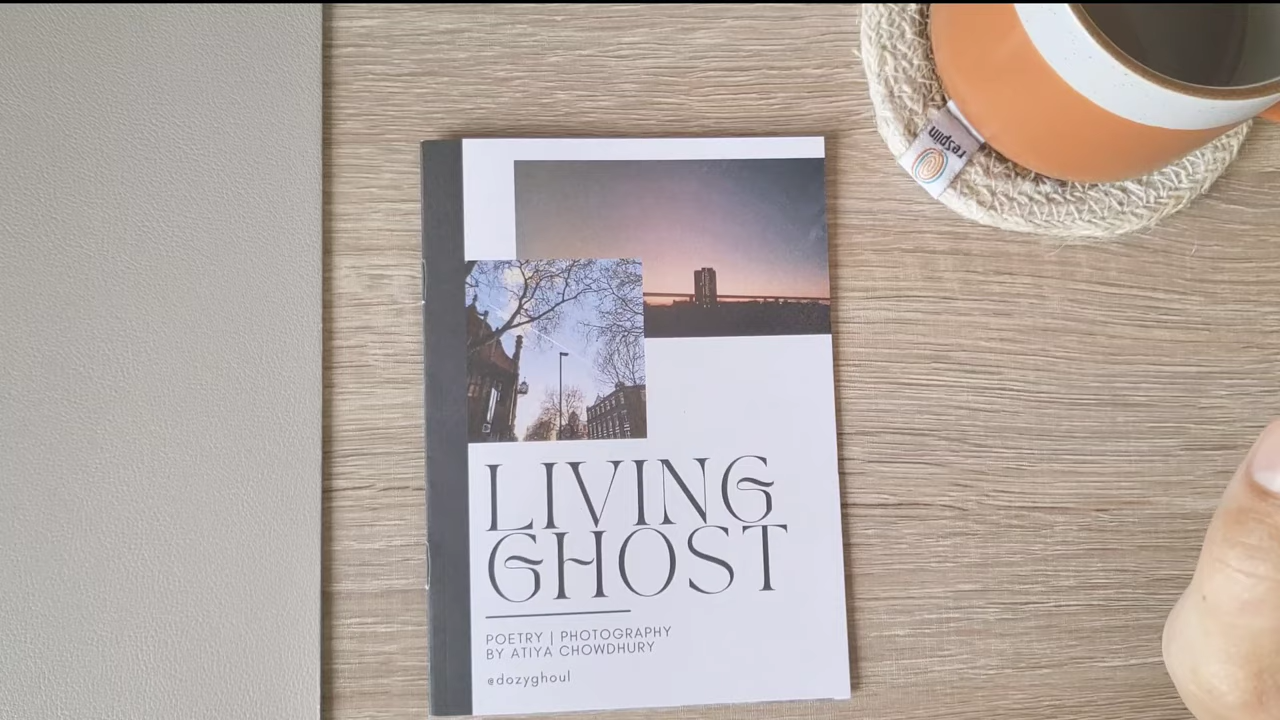 respiin
LIVING
GHOST
POETRY | PHOTOGRAPHY
BY ATIYA CHOWDHURY
@dozyghoul